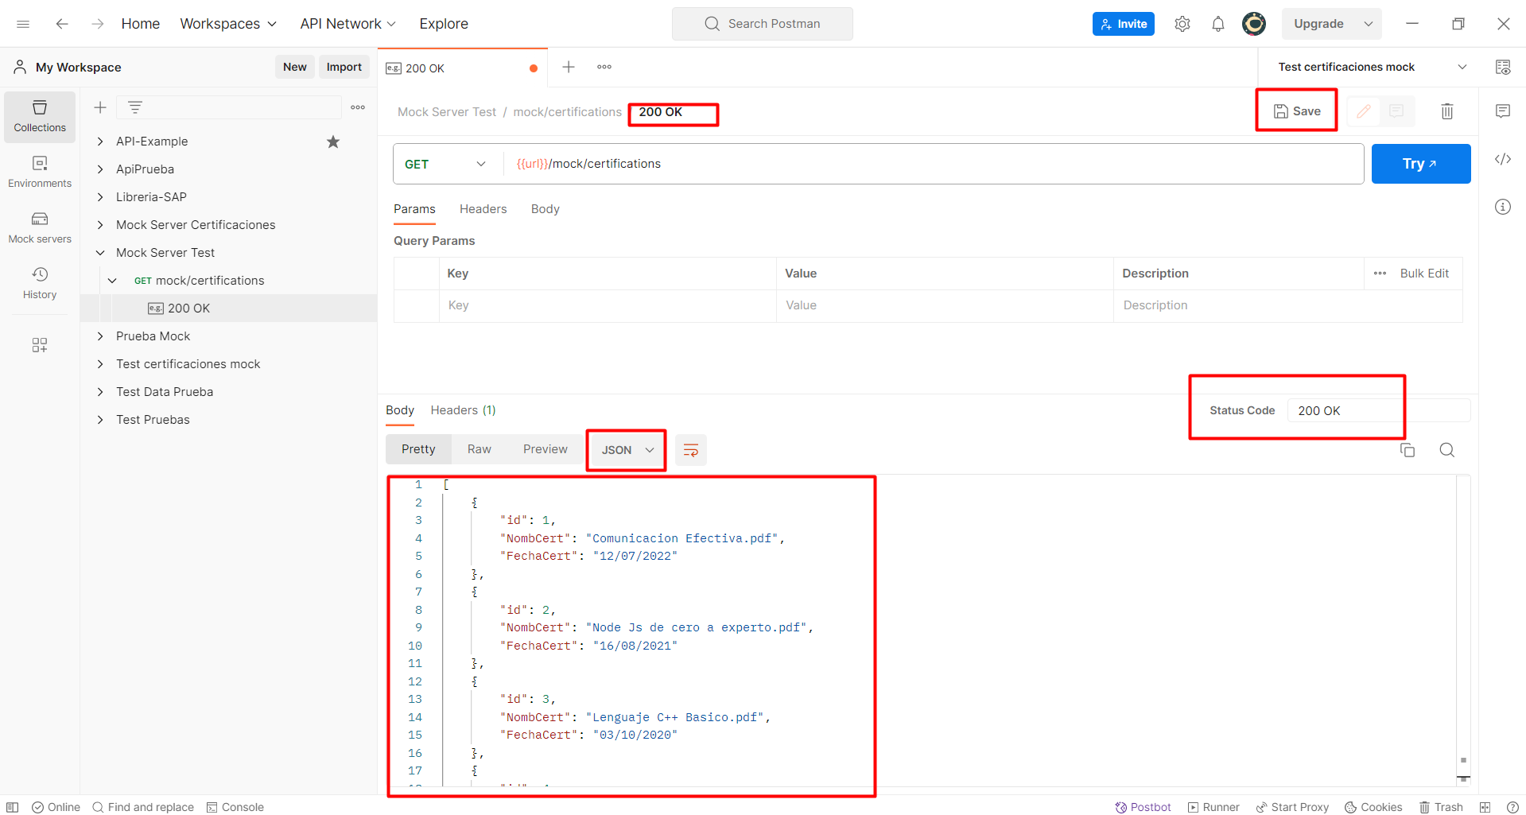 Home Workspaces API Network Explore Search Postman Invite Upgrade
My Workspace New Import e.g. 200 OK Test certificaciones mock
Collections
Environments
Mock servers
History
API-Example
ApiPrueba
Libreria-SAP
Mock Server Certificaciones
Mock Server Test
GET mock/certifications
e.g. 200 OK
Prueba Mock
Test certificaciones mock
Test Data Prueba
Test Pruebas
Mock Server Test / mock/certifications 200 OK Save
GET {{url}}/mock/certifications Try
Params Headers Body
Query Params
Key Value Description Bulk Edit
Key Value Description
Body Headers (1) Status Code 200 OK
Pretty Raw Preview JSON
1 [
2 {
3 "id": 1,
4 "NombCert": "Comunicacion Efectiva.pdf",
5 "FechaCert": "12/07/2022"
6 },
7 {
8 "id": 2,
9 "NombCert": "Node Js de cero a experto.pdf",
10 "FechaCert": "16/08/2021"
11 },
12 {
13 "id": 3,
14 "NombCert": "Lenguaje C++ Basico.pdf",
15 "FechaCert": "03/10/2020"
16 },
17 {
Online Find and replace Console Postbot Runner Start Proxy Cookies Trash